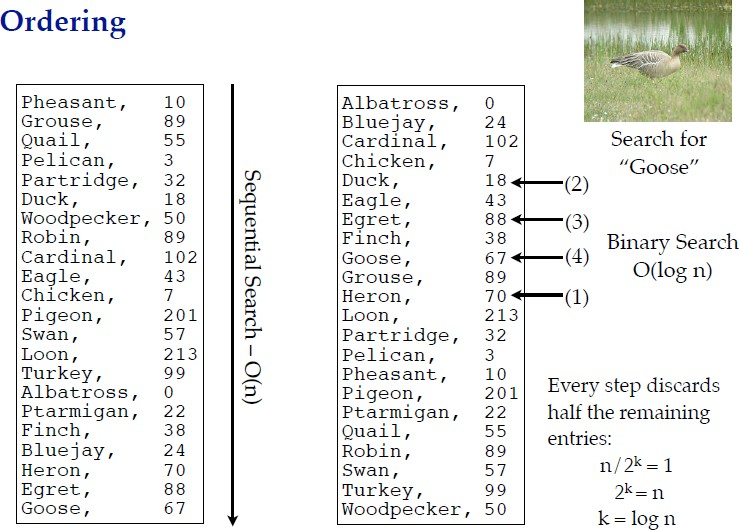 Ordering
Pheasant, 10
Grouse, 89
Quail, 55
Pelican, 3
Partridge, 32
Duck, 18
Woodpecker, 50
Robin, 89
Cardinal, 102
Eagle, 43
Chicken, 7
Pigeon, 201
Swan, 57
Loon, 213
Turkey, 99
Albatross, 0
Ptarmigan, 22
Finch, 38
Bluejay, 24
Heron, 70
Egret, 88
Goose, 67
Sequential Search – O(n)
Albatross, 0
Bluejay, 24
Cardinal, 102
Chicken, 7
Duck, 18
Eagle, 43
Egret, 88
Finch, 38
Goose, 67
Grouse, 89
Heron, 70
Loon, 213
Partridge, 32
Pelican, 3
Pheasant, 10
Pigeon, 201
Ptarmigan, 22
Quail, 55
Robin, 89
Swan, 57
Turkey, 99
Woodpecker, 50
(2)
(3)
(4)
(1)
Search for
“Goose”
Binary Search
O(log n)
Every step discards
half the remaining
entries:
n/2ᵏ = 1
2ᵏ = n
k = log n